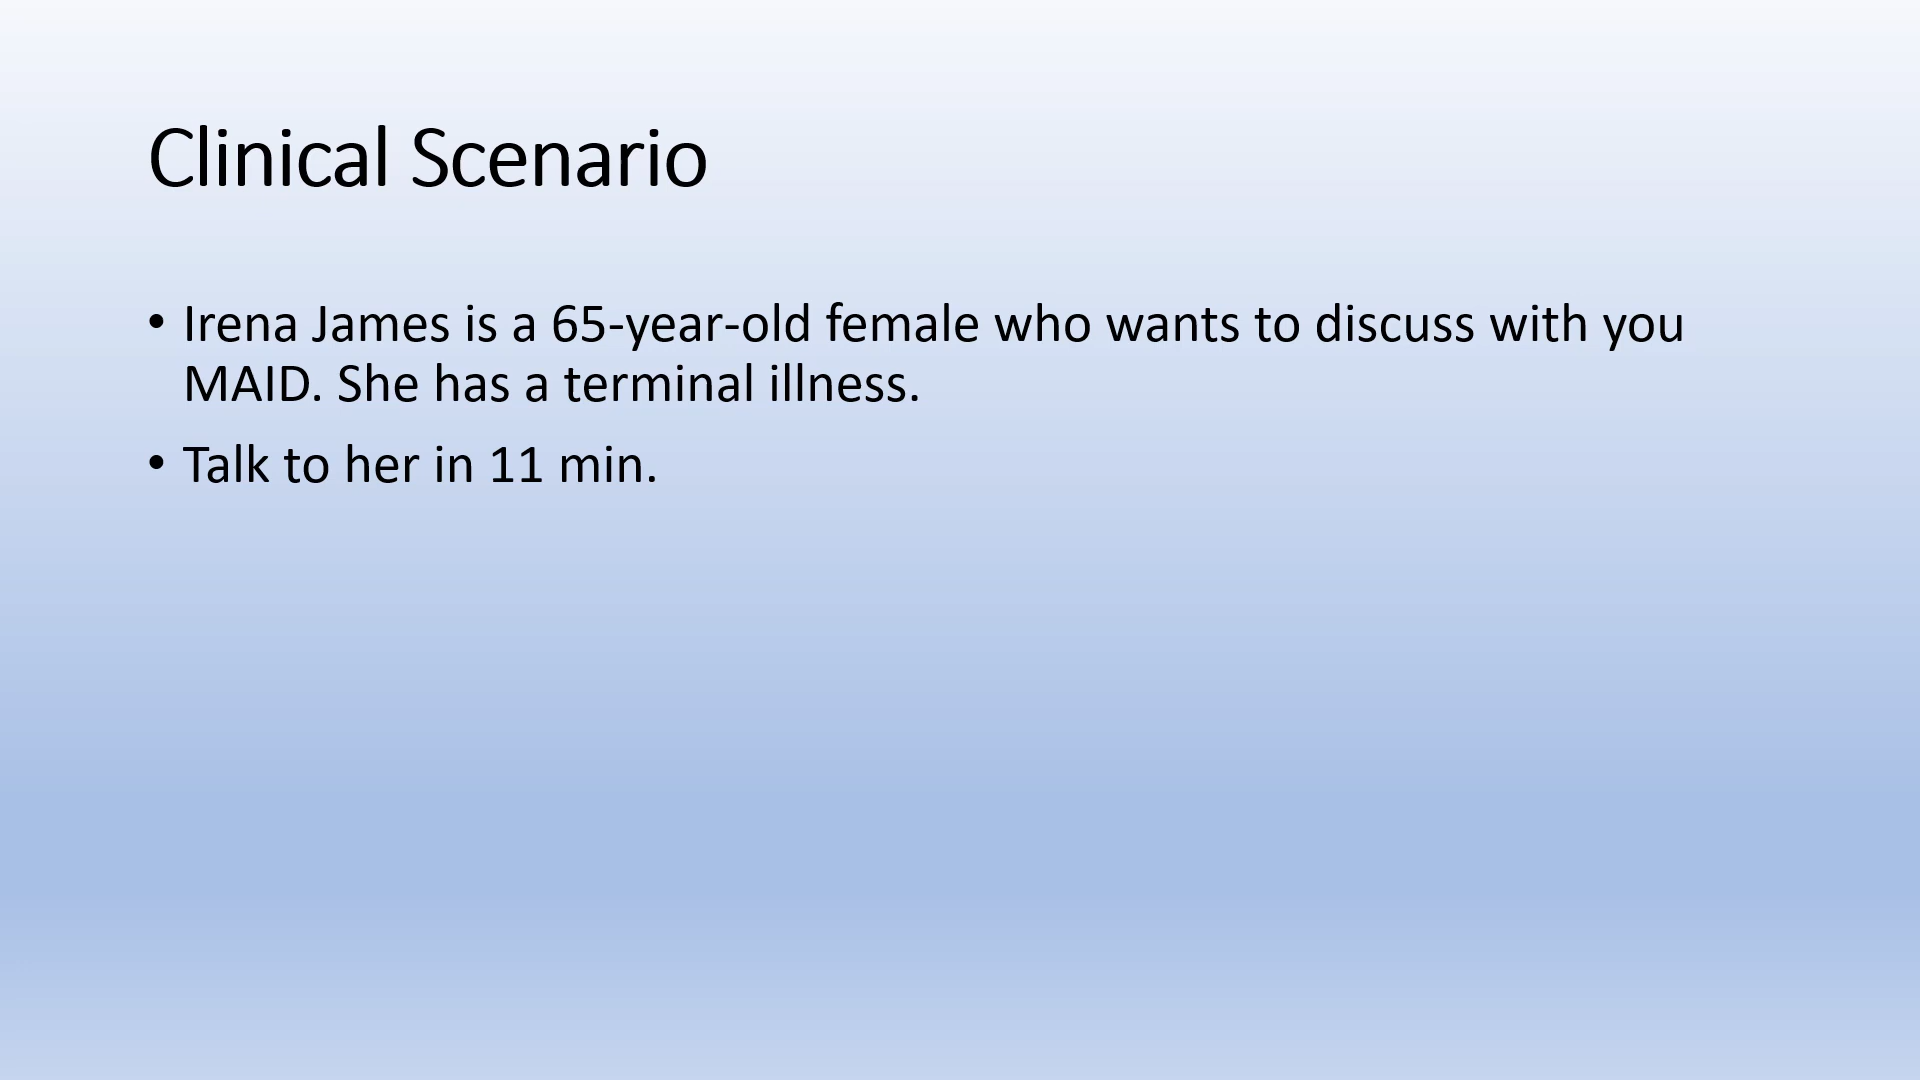 Clinical Scenario
• Irena James is a 65-year-old female who wants to discuss with you
MAID. She has a terminal illness.
• Talk to her in 11 min.